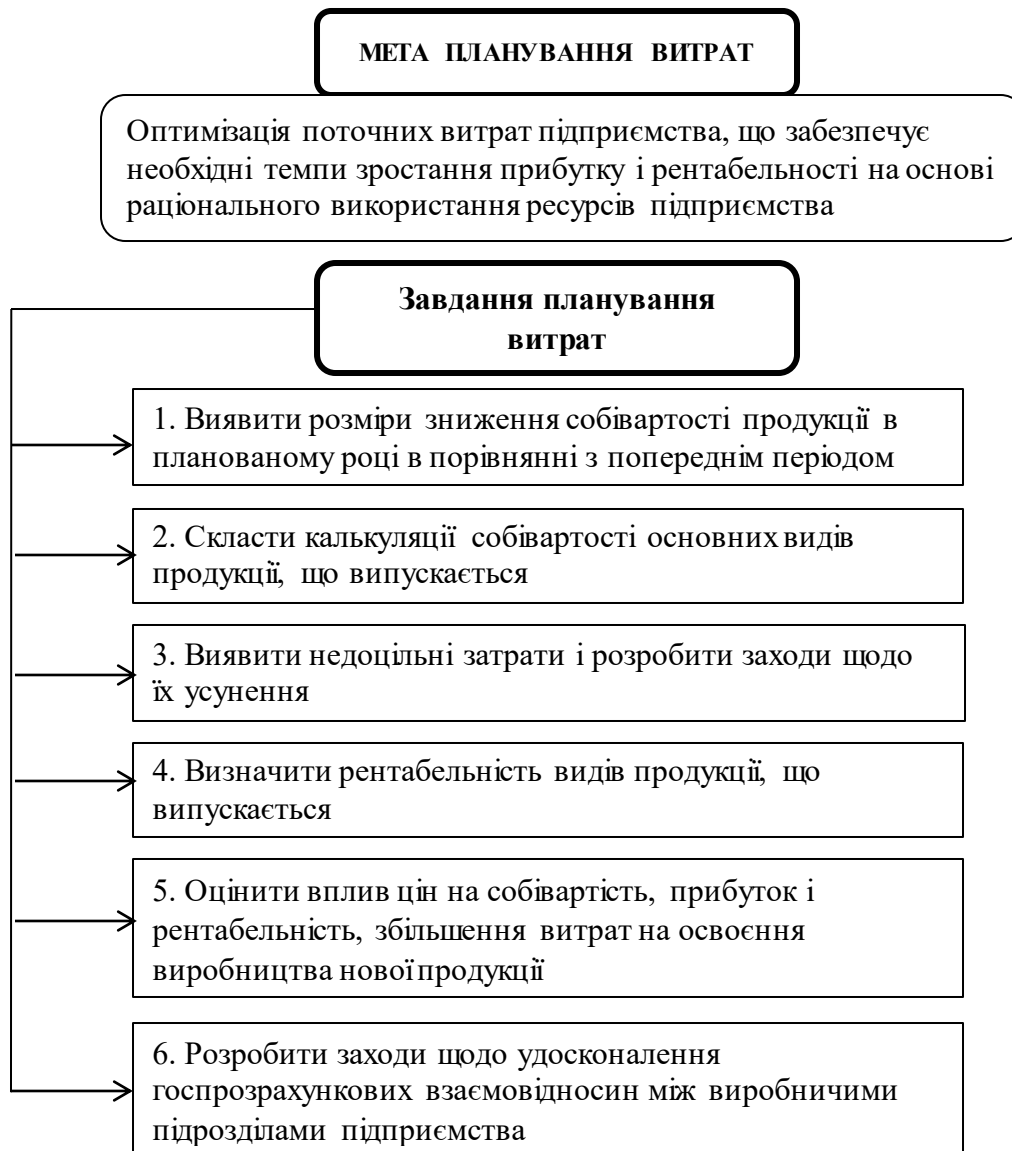 МЕТА ПЛАНУВАННЯ ВИТРАТ
Оптимізація поточних витрат підприємства, що забезпечує
необхідні темпи зростання прибутку і рентабельності на основі
раціонального використання ресурсів підприємства
Завдання планування
витрат
1. Виявити розміри зниження собівартості продукції в
планованому році в порівнянні з попереднім періодом
2. Скласти калькуляції собівартості основних видів
продукції, що випускається
3. Виявити недоцільні затрати і розробити заходи щодо
їх усунення
4. Визначити рентабельність видів продукції, що
випускається
5. Оцінити вплив цін на собівартість, прибуток і
рентабельність, збільшення витрат на освоєння
виробництва нової продукції
6. Розробити заходи щодо удосконалення
госпрозрахункових взаємовідносин між виробничими
підрозділами підприємства